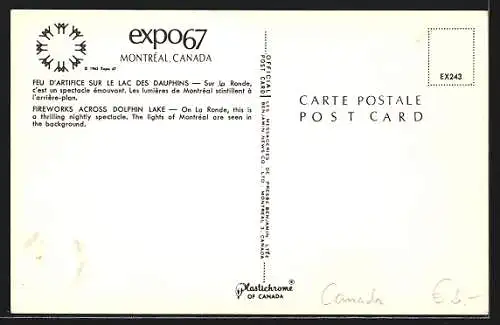 expo67
MONTRÉAL, CANADA
© 1963 Expo 67
FEU D'ARTIFICE SUR LE LAC DES DAUPHINS — Sur La Ronde,
c'est un spectacle émouvant. Les lumières de Montréal scintillent à
l'arrière-plan.
FIREWORKS ACROSS DOLPHIN LAKE — On La Ronde, this is
a thrilling nightly spectacle. The lights of Montréal are seen in
the background.
OFFICIAL LES MESSAGERIES DE PRESSE BENJAMIN LTÉE
POST CARD BENJAMIN NEWS CO. LTD. MONTREAL 3, CANADA
EX243
CARTE POSTALE
POST CARD
Plastichrome®
OF CANADA
Canada